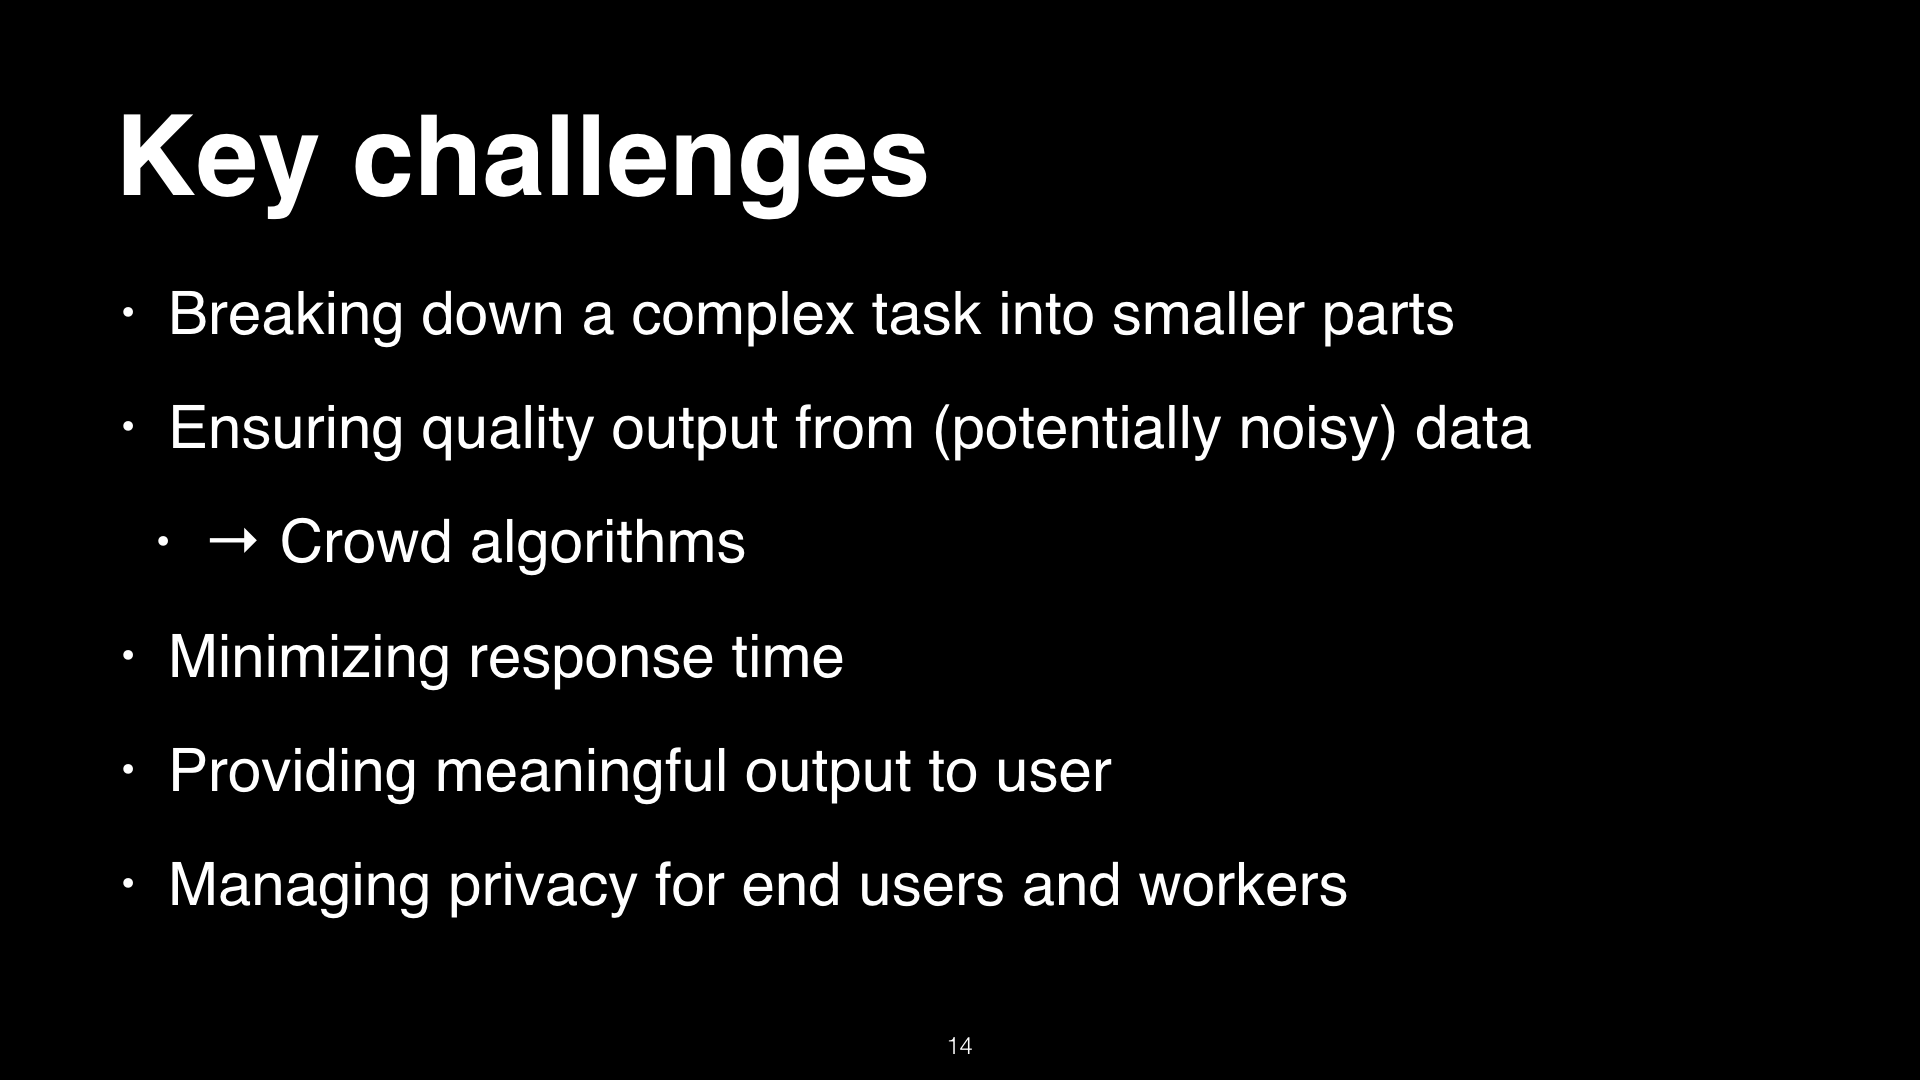 Key challenges
• Breaking down a complex task into smaller parts
• Ensuring quality output from (potentially noisy) data
• → Crowd algorithms
• Minimizing response time
• Providing meaningful output to user
• Managing privacy for end users and workers
14